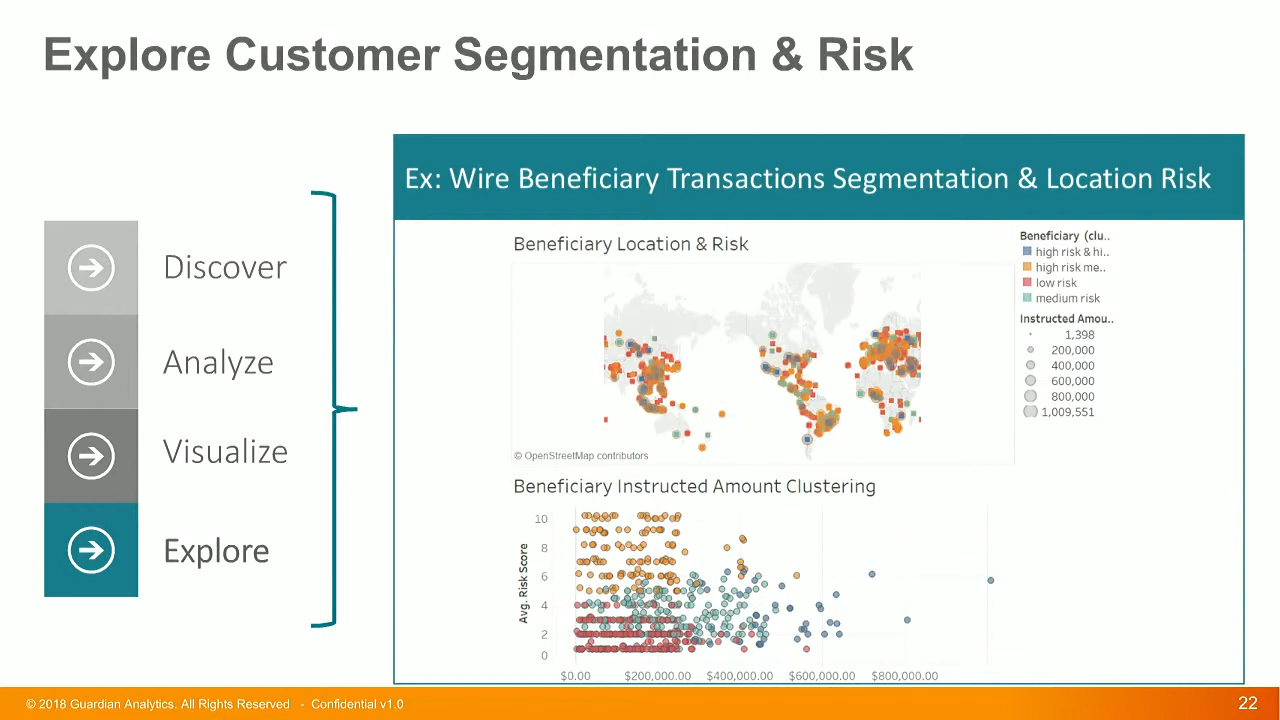 Explore Customer Segmentation & Risk
Discover
Analyze
Visualize
Explore
Ex: Wire Beneficiary Transactions Segmentation & Location Risk
Beneficiary Location & Risk
© OpenStreetMap contributors
Beneficiary (clu..
high risk & hi..
high risk me..
low risk
medium risk
Instructed Amou..
1,398
200,000
400,000
600,000
800,000
1,009,551
Beneficiary Instructed Amount Clustering
Avg. Risk Score
10
8
6
4
2
0
$0.00 $200,000.00 $400,000.00 $600,000.00 $800,000.00
© 2018 Guardian Analytics. All Rights Reserved - Confidential v1.0
22